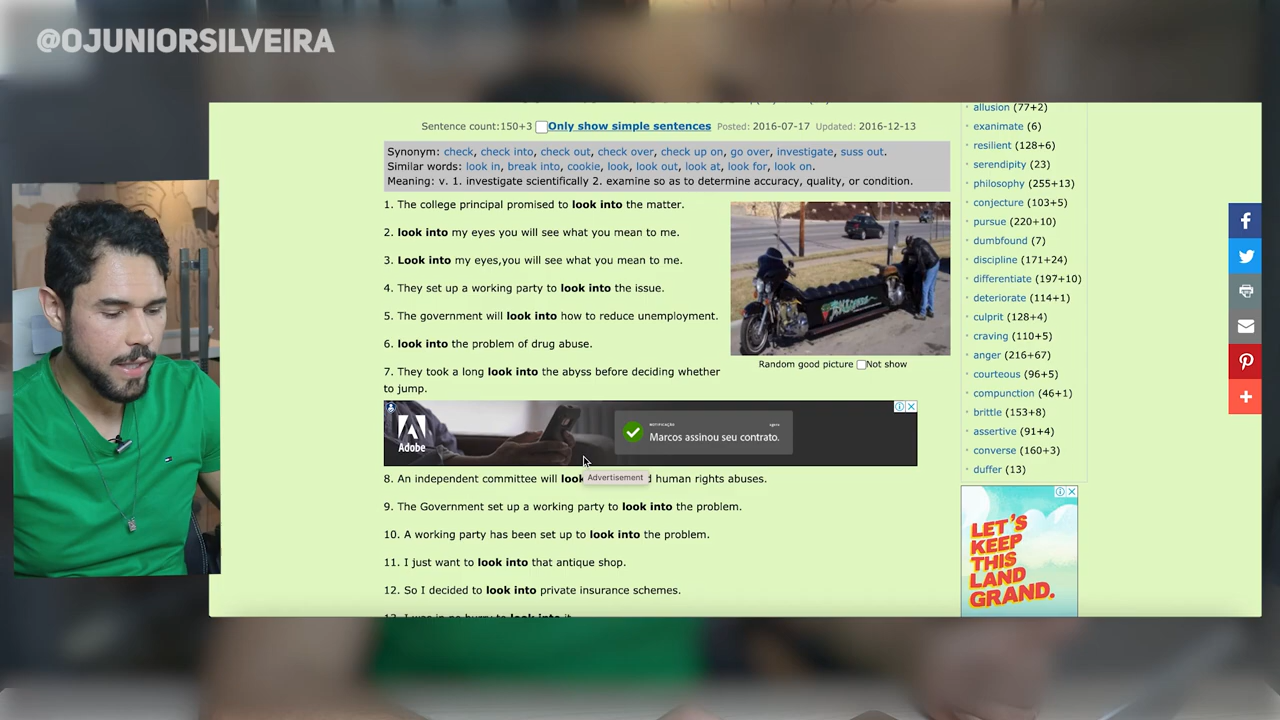 @OJUNIORSILVEIRA
Sentence count:150+3 Only show simple sentences Posted: 2016-07-17 Updated: 2016-12-13
Synonym: check, check into, check out, check over, check up on, go over, investigate, suss out.
Similar words: look in, break into, cookie, look, look out, look at, look for, look on.
Meaning: v. 1. investigate scientifically 2. examine so as to determine accuracy, quality, or condition.
1. The college principal promised to look into the matter.
2. look into my eyes you will see what you mean to me.
3. Look into my eyes,you will see what you mean to me.
4. They set up a working party to look into the issue.
5. The government will look into how to reduce unemployment.
6. look into the problem of drug abuse.
7. They took a long look into the abyss before deciding whether
to jump.
Random good picture Not show
Adobe
Marcos assinou seu contrato.
Advertisement
8. An independent committee will look human rights abuses.
9. The Government set up a working party to look into the problem.
10. A working party has been set up to look into the problem.
11. I just want to look into that antique shop.
12. So I decided to look into private insurance schemes.
allusion (77+2)
exanimate (6)
resilient (128+6)
serendipity (23)
philosophy (255+13)
conjecture (103+5)
pursue (220+10)
dumbfound (7)
discipline (171+24)
differentiate (197+10)
deteriorate (114+1)
culprit (128+4)
craving (110+5)
anger (216+67)
courteous (96+5)
compunction (46+1)
brittle (153+8)
assertive (91+4)
converse (160+3)
duffer (13)
LET'S
KEEP
THIS
LAND
GRAND.